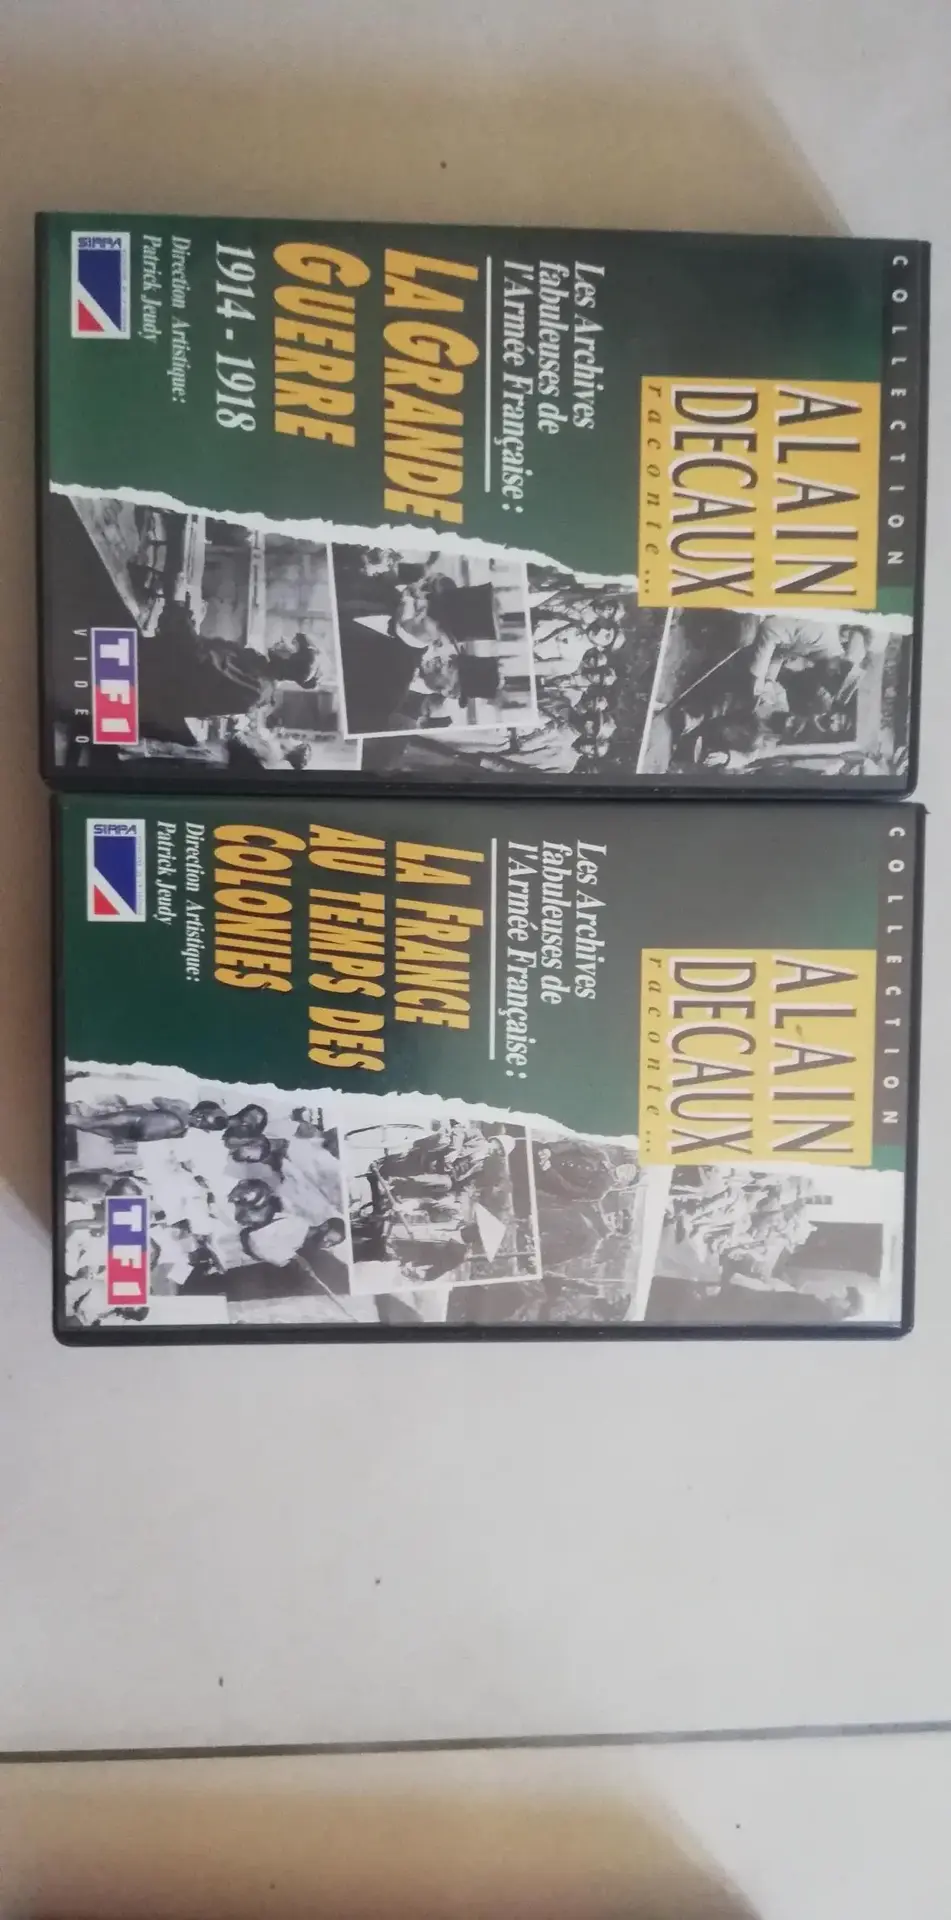 COLLECTION
ALAIN
DECAUX
raconte...
Les Archives
fabuleuses de
l'Armée Française :
LA GRANDE
GUERRE
1914 - 1918
Direction Artistique:
Patrick Jeudy
SIRPA
TF1
VIDEO
COLLECTION
ALAIN
DECAUX
raconte...
Les Archives
fabuleuses de
l'Armée Française :
LA FRANCE
AU TEMPS DES
COLONIES
Direction Artistique:
Patrick Jeudy
SIRPA
TF1